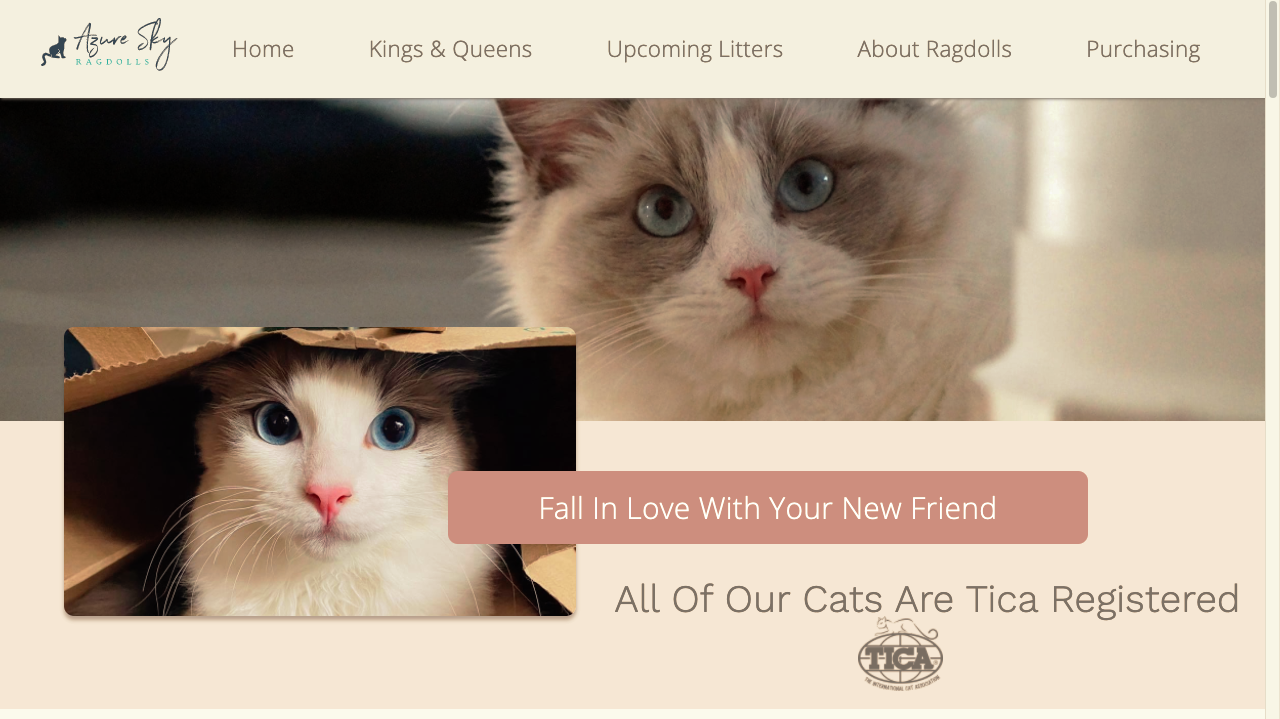 Azure Sky
RAGDOLLS
Home
Kings & Queens
Upcoming Litters
About Ragdolls
Purchasing
Fall In Love With Your New Friend
All Of Our Cats Are Tica Registered
TICA
THE INTERNATIONAL CAT ASSOCIATION